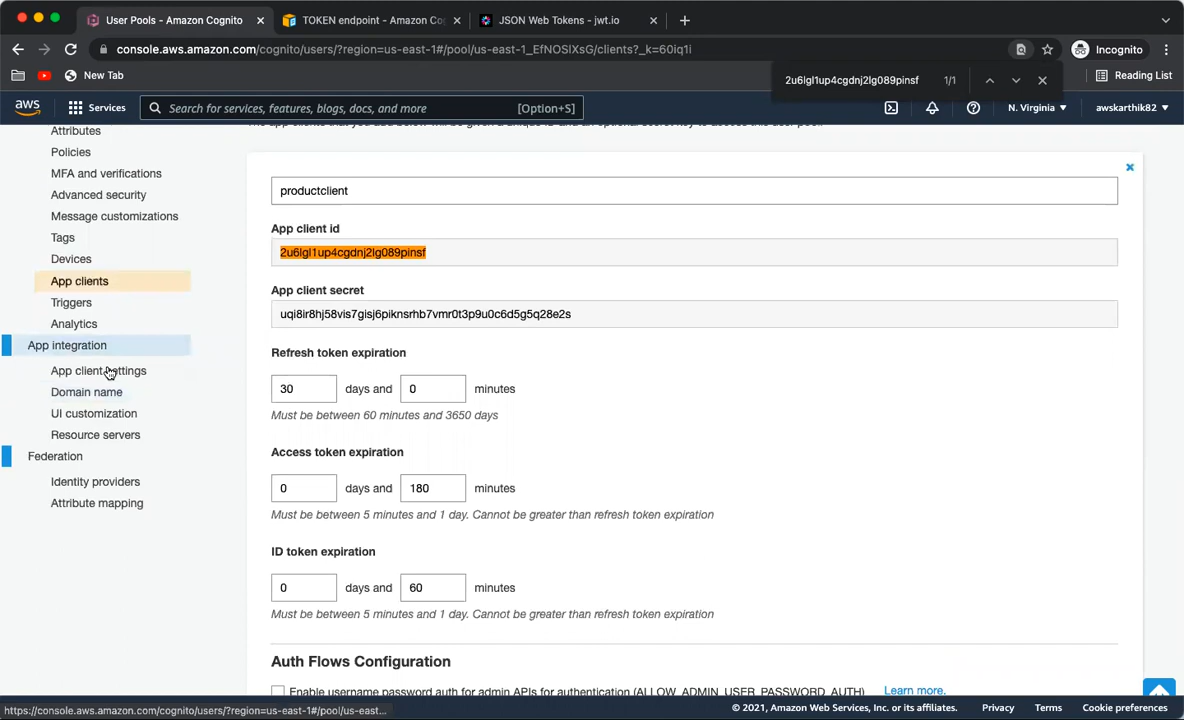 User Pools - Amazon Cognito
TOKEN endpoint - Amazon Co
JSON Web Tokens - jwt.io
console.aws.amazon.com/cognito/users/?region=us-east-1#/pool/us-east-1_EfNOSlXsG/clients?_k=60iq1i
Incognito
New Tab
2u6lgl1up4cgdnj2lg089pinsf 1/1
Reading List
aws
Services
Search for services, features, blogs, docs, and more [Option+S]
N. Virginia
awskarthik82
Attributes
Policies
MFA and verifications
Advanced security
Message customizations
Tags
Devices
App clients
Triggers
Analytics
App integration
App client settings
Domain name
UI customization
Resource servers
Federation
Identity providers
Attribute mapping
productclient
App client id
2u6lgl1up4cgdnj2lg089pinsf
App client secret
uqi8ir8hj58vis7gisj6piknsrhb7vmr0t3p9u0c6d5g5q28e2s
Refresh token expiration
30 days and 0 minutes
Must be between 60 minutes and 3650 days
Access token expiration
0 days and 180 minutes
Must be between 5 minutes and 1 day. Cannot be greater than refresh token expiration
ID token expiration
0 days and 60 minutes
Must be between 5 minutes and 1 day. Cannot be greater than refresh token expiration
Auth Flows Configuration
Enable username password auth for admin APIs for authentication (ALLOW_ADMIN_USER_PASSWORD_AUTH) Learn more.
https://console.aws.amazon.com/cognito/users/?region=us-east-1#/pool/us-east...
© 2021, Amazon Web Services, Inc. or its affiliates.
Privacy
Terms
Cookie preferences